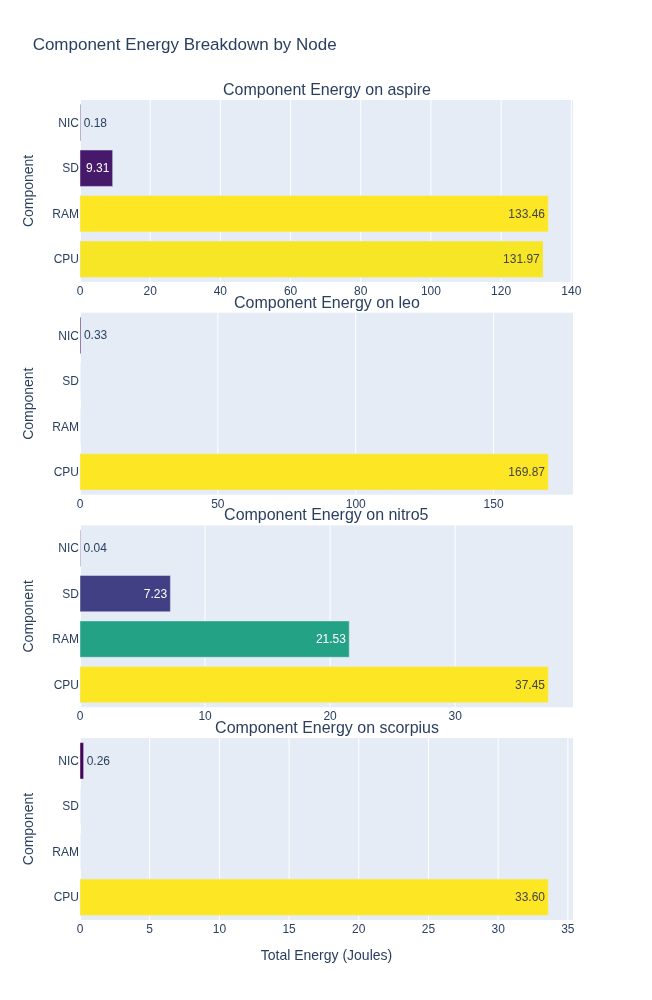 Component Energy Breakdown by Node
Component Energy on aspire
Component
NIC 0.18
SD 9.31
RAM 133.46
CPU 131.97
0 20 40 60 80 100 120 140
Component Energy on leo
Component
NIC 0.33
SD
RAM
CPU 169.87
0 50 100 150
Component Energy on nitro5
Component
NIC 0.04
SD 7.23
RAM 21.53
CPU 37.45
0 10 20 30
Component Energy on scorpius
Component
NIC 0.26
SD
RAM
CPU 33.60
0 5 10 15 20 25 30 35
Total Energy (Joules)